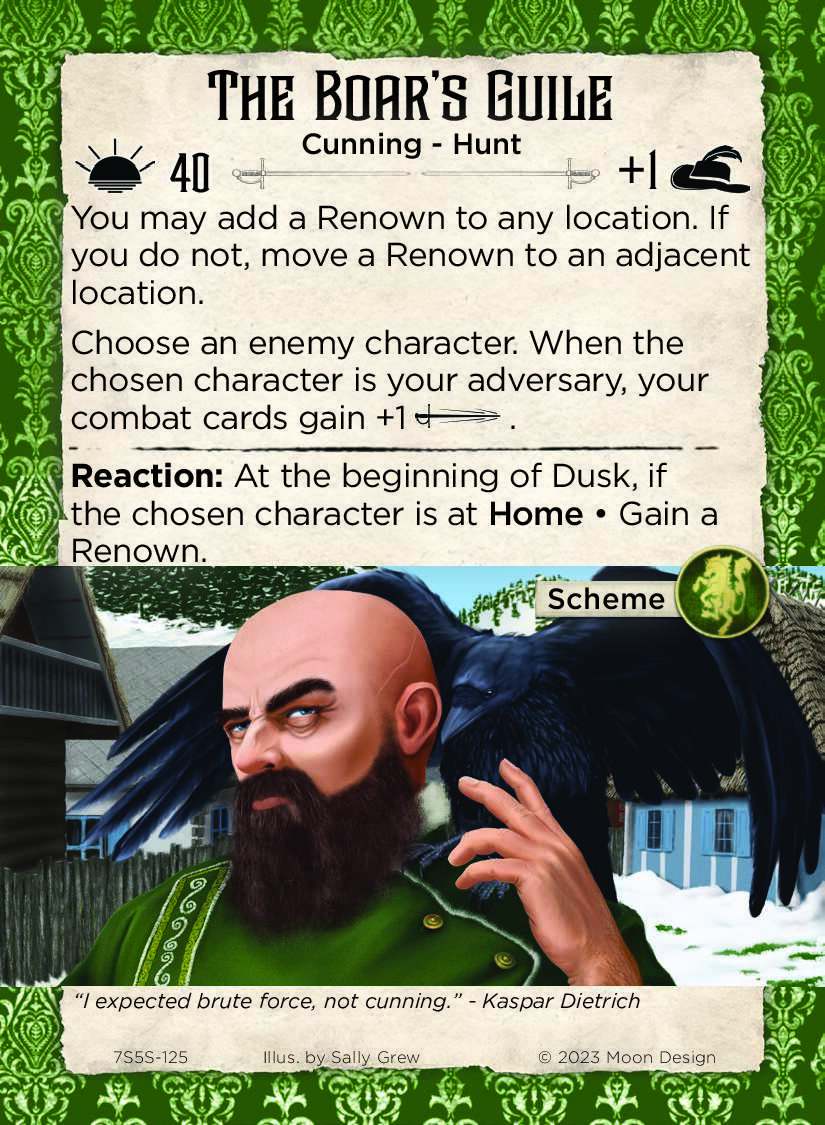 The Boar's Guile
Cunning - Hunt
40 +1
You may add a Renown to any location. If
you do not, move a Renown to an adjacent
location.
Choose an enemy character. When the
chosen character is your adversary, your
combat cards gain +1 .
Reaction: At the beginning of Dusk, if
the chosen character is at Home • Gain a
Renown.
Scheme
“I expected brute force, not cunning.” - Kaspar Dietrich
7S5S-125 Illus. by Sally Grew © 2023 Moon Design